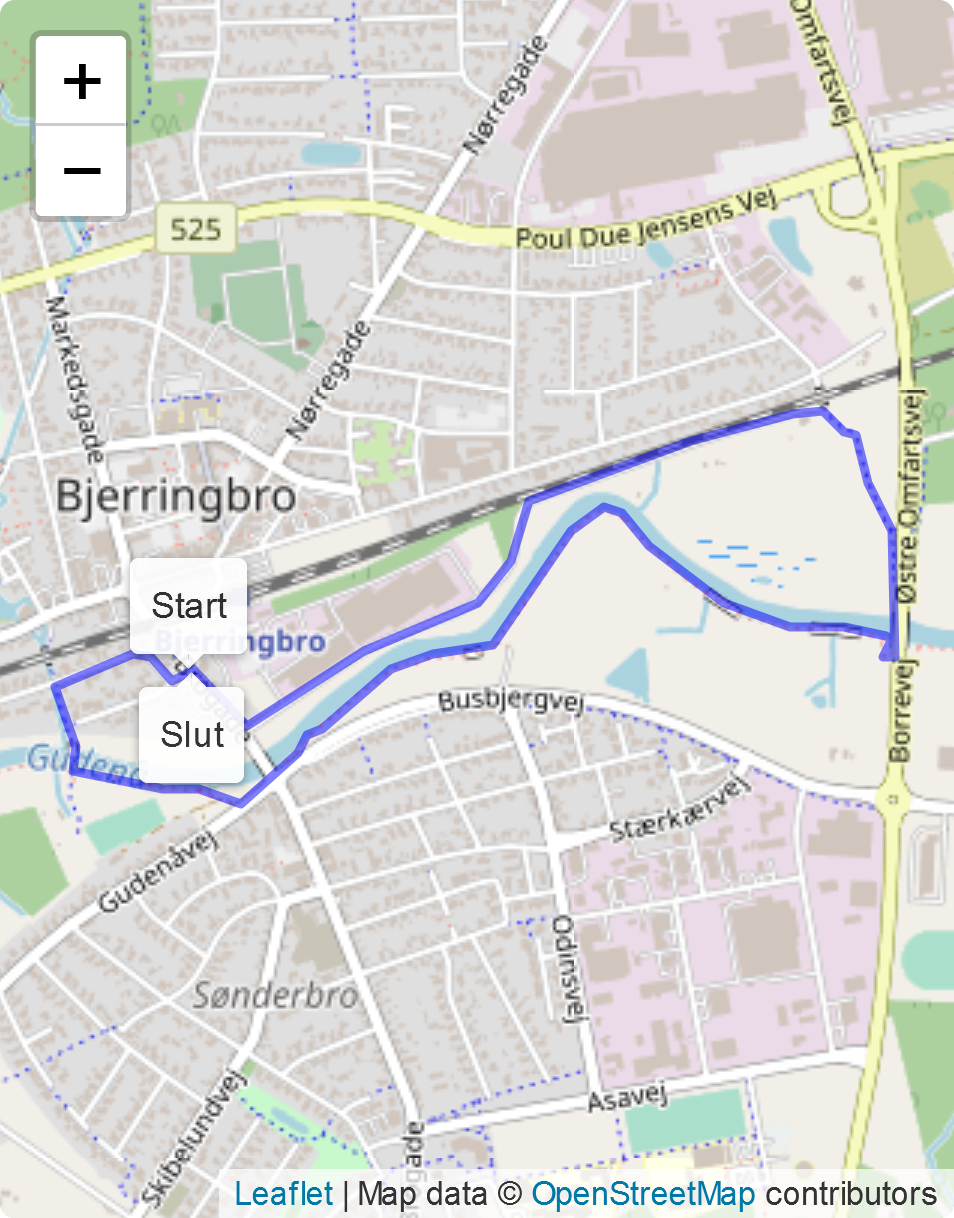 +
−
Omfartsvej
Nørregade
525
Poul Due Jensens Vej
Markedsgade
Nørregade
Østre Omfartsvej
Bjerringbro
Start
Bjerringbro
Slut
Busbjergvej
Borrevej
Stærkærvej
Gudenåvej
Odinsvej
Sønderbro
Skibelundvej
Asavej
Leaflet | Map data © OpenStreetMap contributors